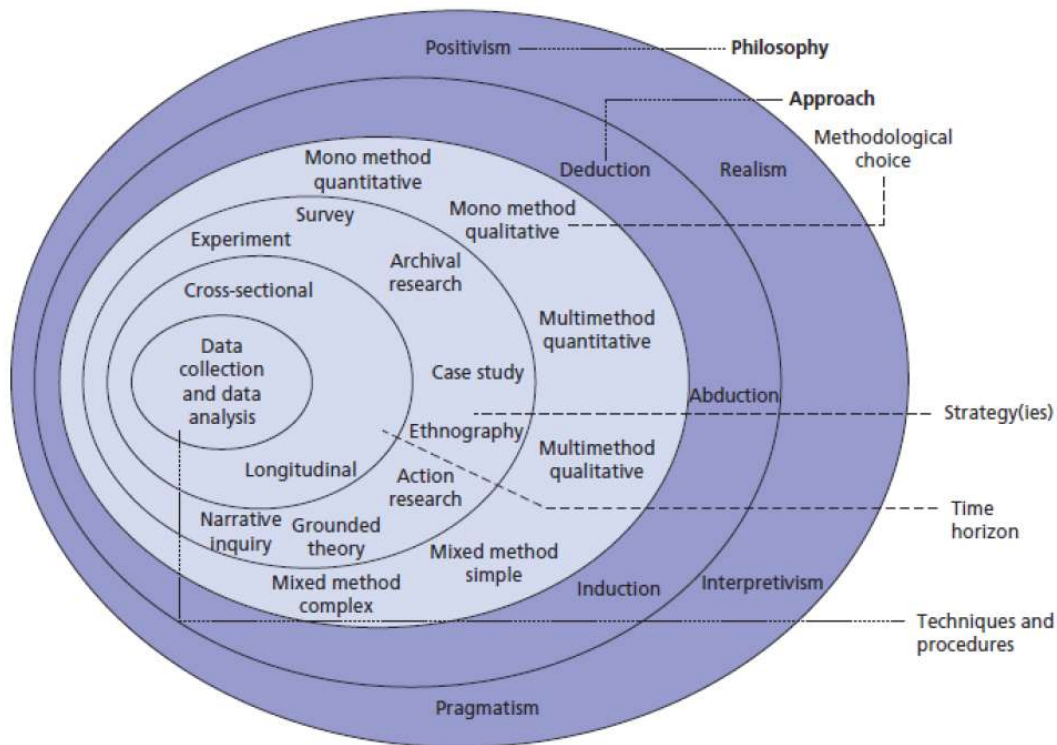 Positivism
Philosophy
Approach
Methodological
choice
Mono method
quantitative
Deduction
Realism
Survey
Mono method
qualitative
Experiment
Archival
research
Cross-sectional
Multimethod
quantitative
Data
collection
and data
analysis
Case study
Abduction
Strategy(ies)
Ethnography
Multimethod
qualitative
Longitudinal
Action
research
Time
horizon
Narrative
inquiry
Grounded
theory
Mixed method
simple
Mixed method
complex
Induction
Interpretivism
Techniques and
procedures
Pragmatism